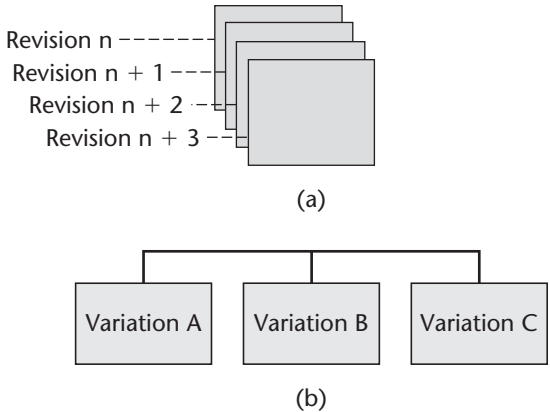 Revision n
Revision n + 1
Revision n + 2
Revision n + 3
(a)
Variation A
Variation B
Variation C
(b)